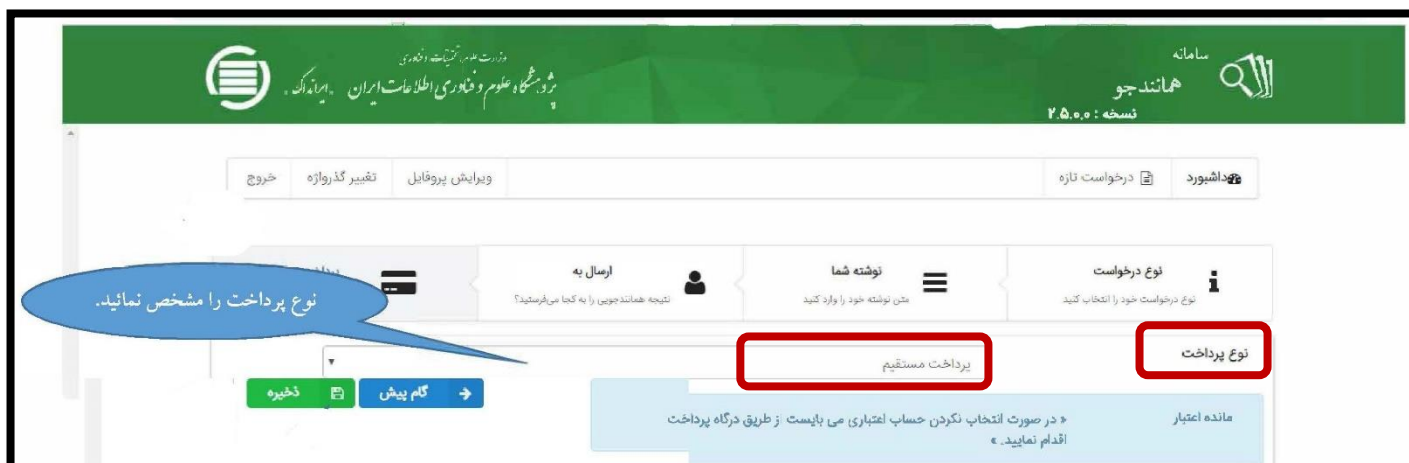 سامانه
همانندجو
نسخه : ۲.۵.۰.۰
وزارت علوم، تحقیقات و فناوری
پژوهشگاه علوم و فناوری اطلاعات ایران «ایرانداک»
داشبورد
درخواست تازه
ویرایش پروفایل
تغییر گذرواژه
خروج
نوع درخواست
نوع درخواست خود را انتخاب کنید
نوشته شما
متن نوشته خود را وارد کنید
ارسال به
نتیجه همانندجویی را به کجا می‌فرستید؟
نوع پرداخت را مشخص نمائید.
نوع پرداخت
پرداخت مستقیم
گام پیش
ذخیره
مانده اعتبار
« در صورت انتخاب نکردن حساب اعتباری می بایست از طریق درگاه پرداخت
اقدام نمایید. »